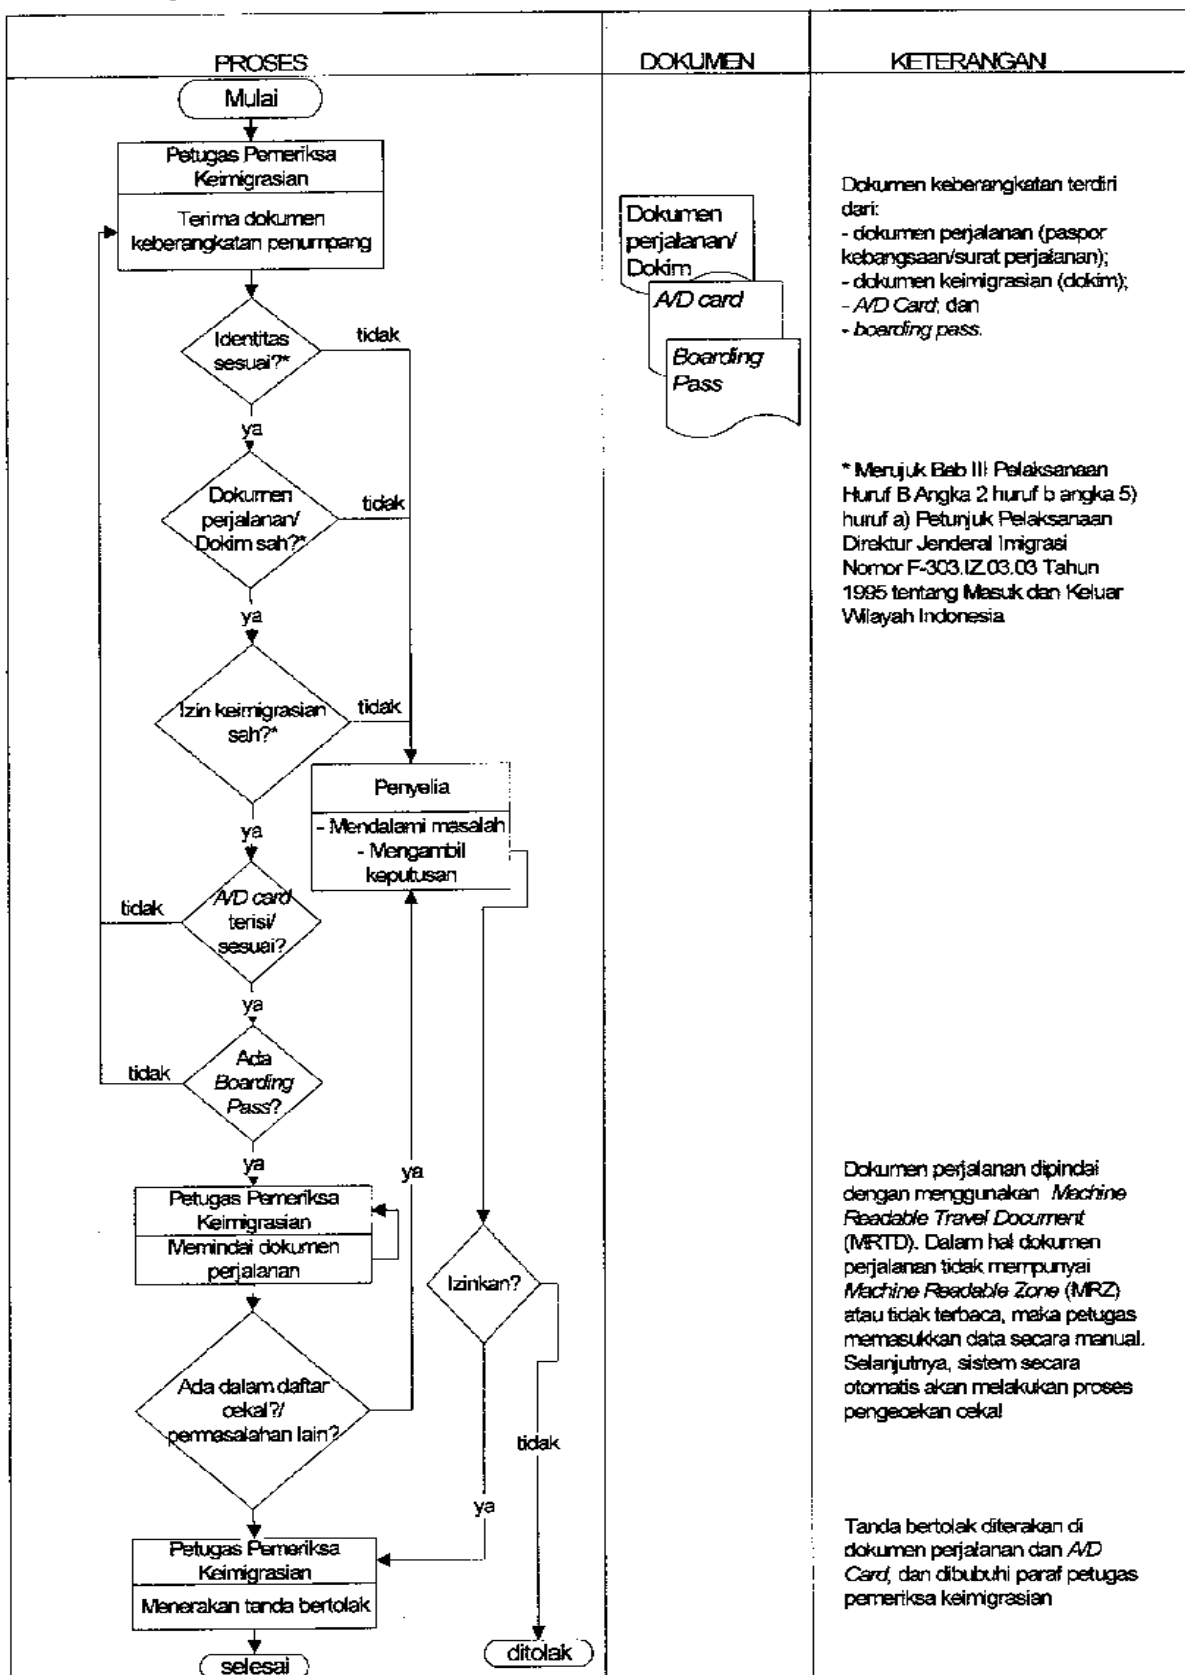 PROSES
DOKUMEN
KETERANGAN
Mulai
Petugas Pemeriksa
Keimigrasian
Terima dokumen
keberangkatan penumpang
Identitas
sesuai?*
tidak
ya
Dokumen
perjalanan/
Dokim sah?*
tidak
ya
Izin keimigrasian
sah?*
tidak
ya
Penyelia
- Mendalami masalah
- Mengambil
keputusan
A/D card
terisi/
sesuai?
tidak
ya
Ada
Boarding
Pass?
tidak
ya
ya
Petugas Pemeriksa
Keimigrasian
Memindai dokumen
perjalanan
Izinkan?
Ada dalam daftar
cekal?/
permasalahan lain?
tidak
ya
Petugas Pemeriksa
Keimigrasian
Menerakan tanda bertolak
selesai
ditolak
Dokumen
perjalanan/
Dokim
A/D card
Boarding
Pass
Dokumen keberangkatan terdiri
dari:
- dokumen perjalanan (paspor
kebangsaan/surat perjalanan);
- dokumen keimigrasian (dokim);
- A/D Card; dan
- boarding pass.
* Merujuk Bab III Pelaksanaan
Huruf B Angka 2 huruf b angka 5)
huruf a) Petunjuk Pelaksanaan
Direktur Jenderal Imigrasi
Nomor F-303.IZ.03.03 Tahun
1995 tentang Masuk dan Keluar
Wilayah Indonesia
Dokumen perjalanan dipindai
dengan menggunakan Machine
Readable Travel Document
(MRTD). Dalam hal dokumen
perjalanan tidak mempunyai
Machine Readable Zone (MRZ)
atau tidak terbaca, maka petugas
memasukkan data secara manual.
Selanjutnya, sistem secara
otomatis akan melakukan proses
pengecekan cekal
Tanda bertolak diterakan di
dokumen perjalanan dan A/D
Card, dan dibubuhi paraf petugas
pemeriksa keimigrasian